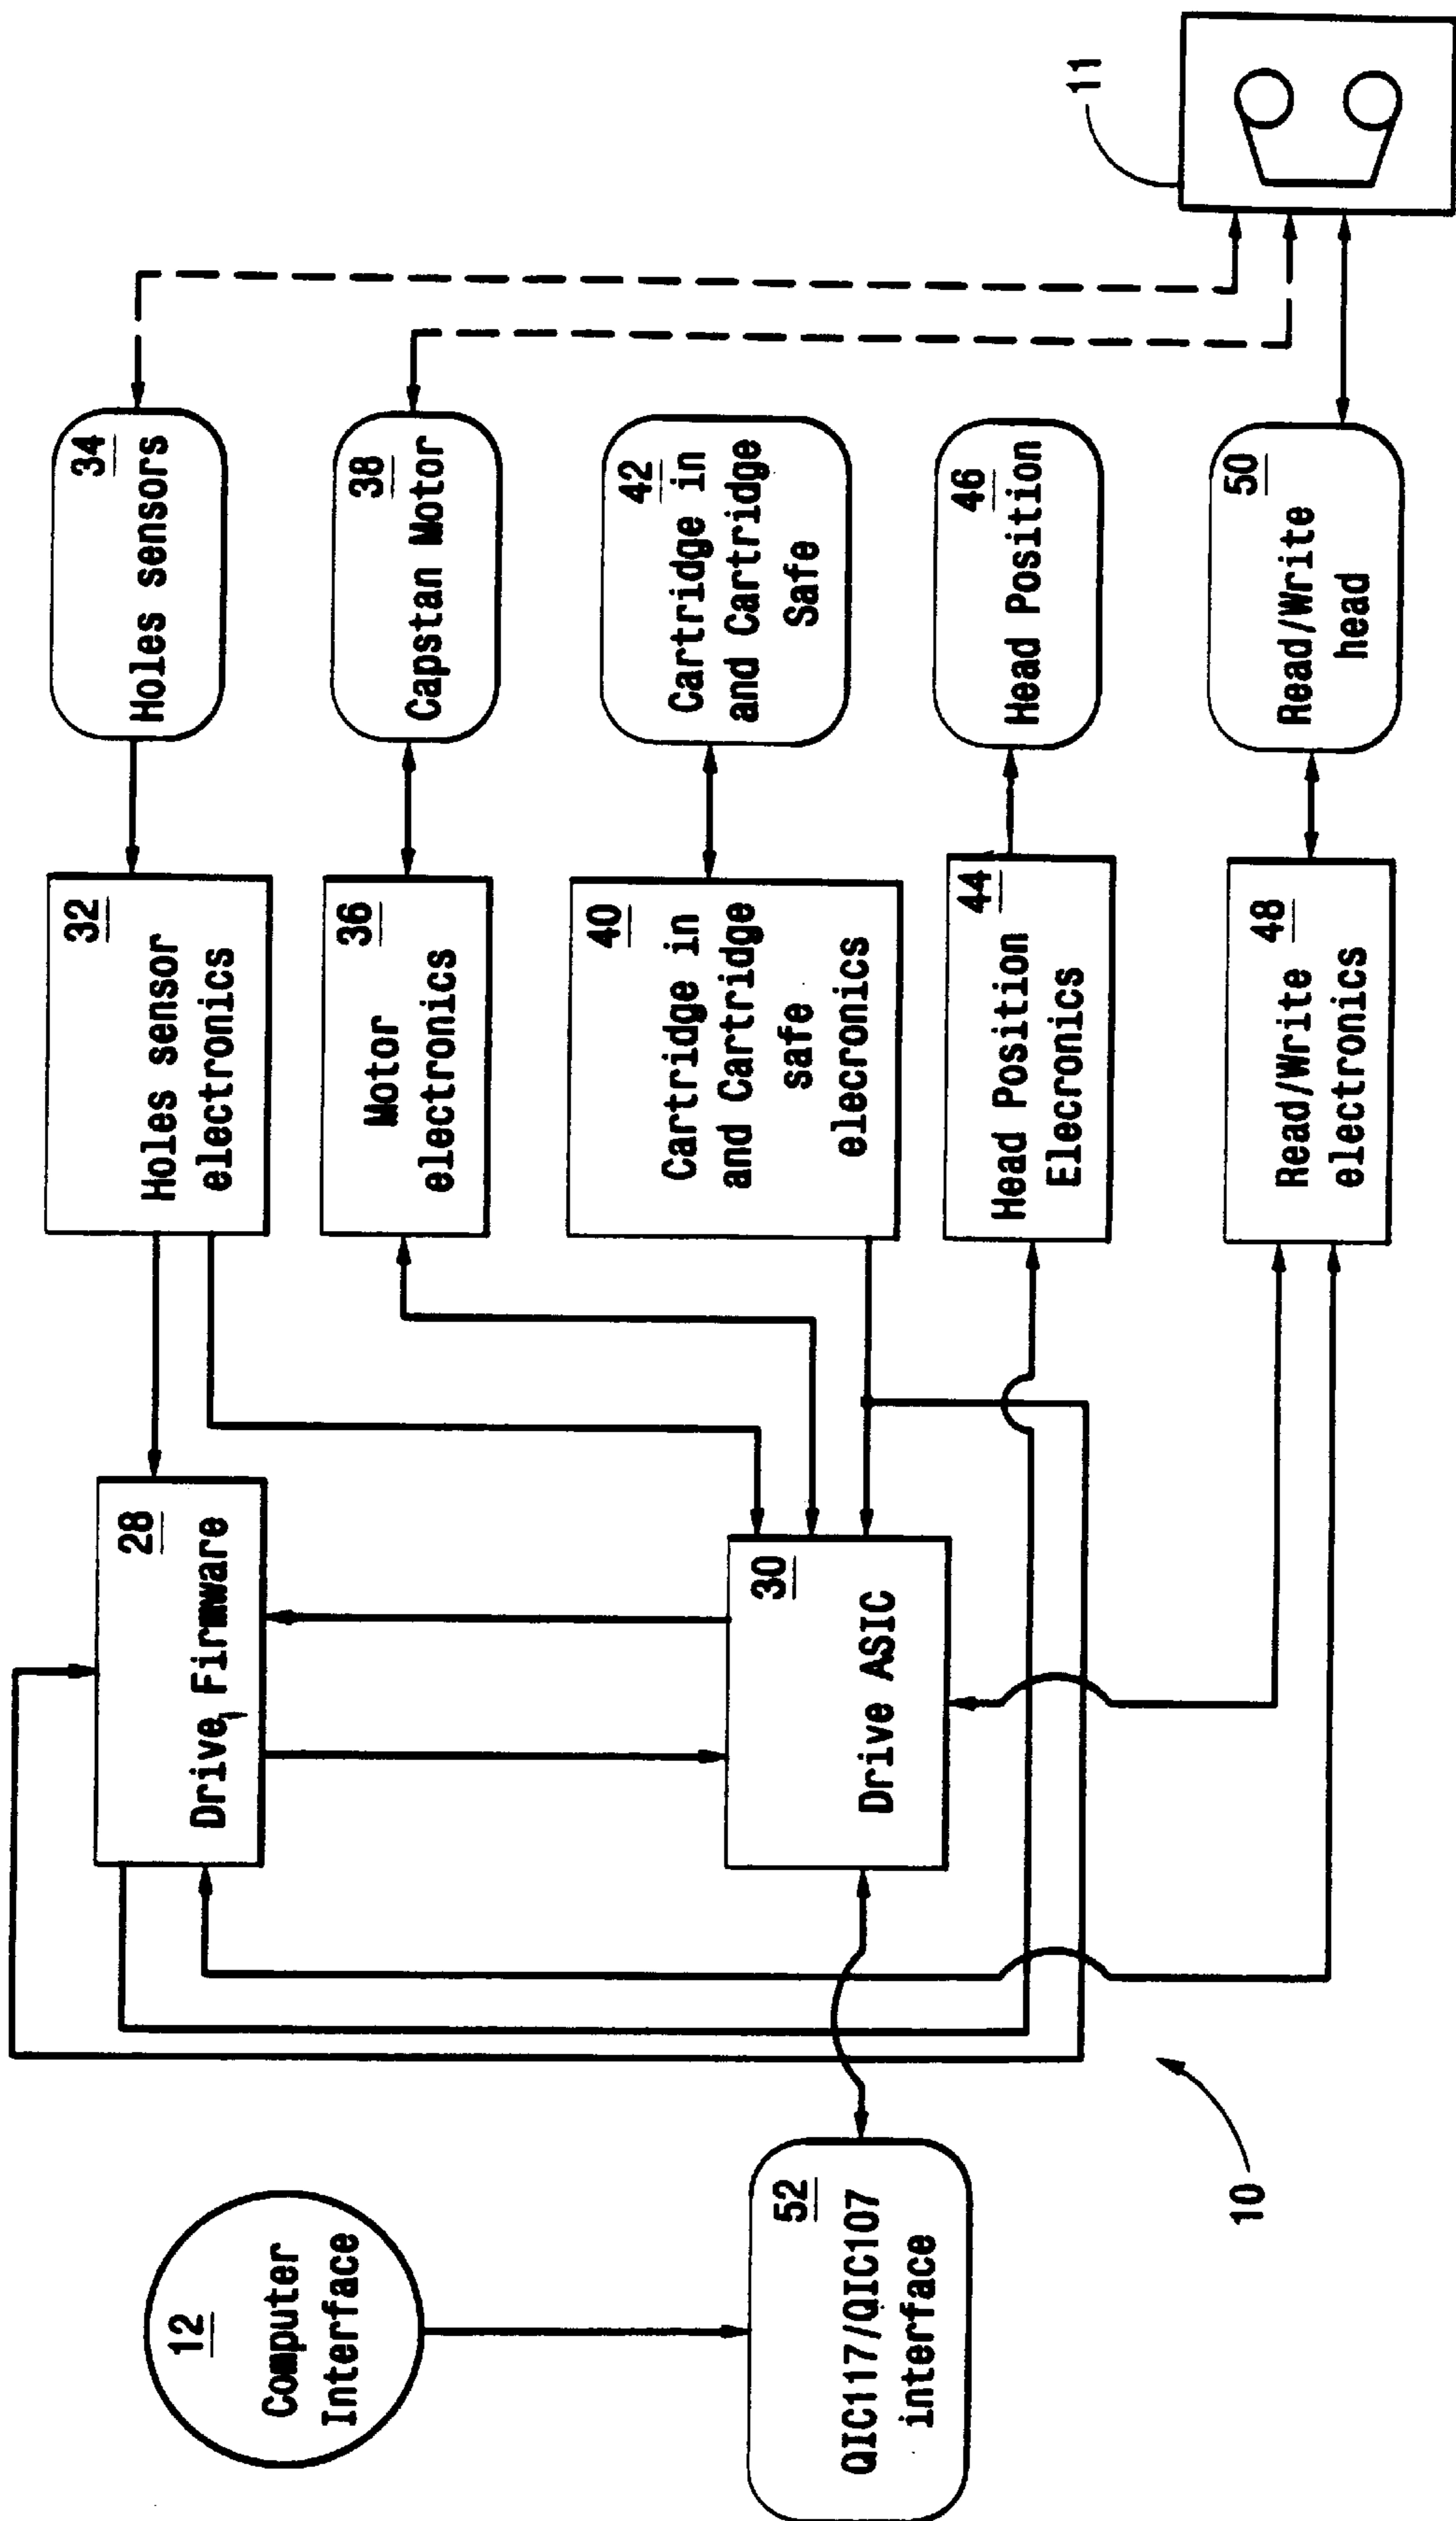 12
Computer
Interface
52
QIC117/QIC107
interface
10
28
Drive Firmware
30
Drive ASIC
32
Holes sensor
electronics
36
Motor
electronics
40
Cartridge in
and Cartridge
safe
elecronics
44
Head Position
Elecronics
48
Read/Write
electronics
34
Holes sensors
38
Capstan Motor
42
Cartridge in
and Cartridge
Safe
46
Head Position
50
Read/Write
head
11